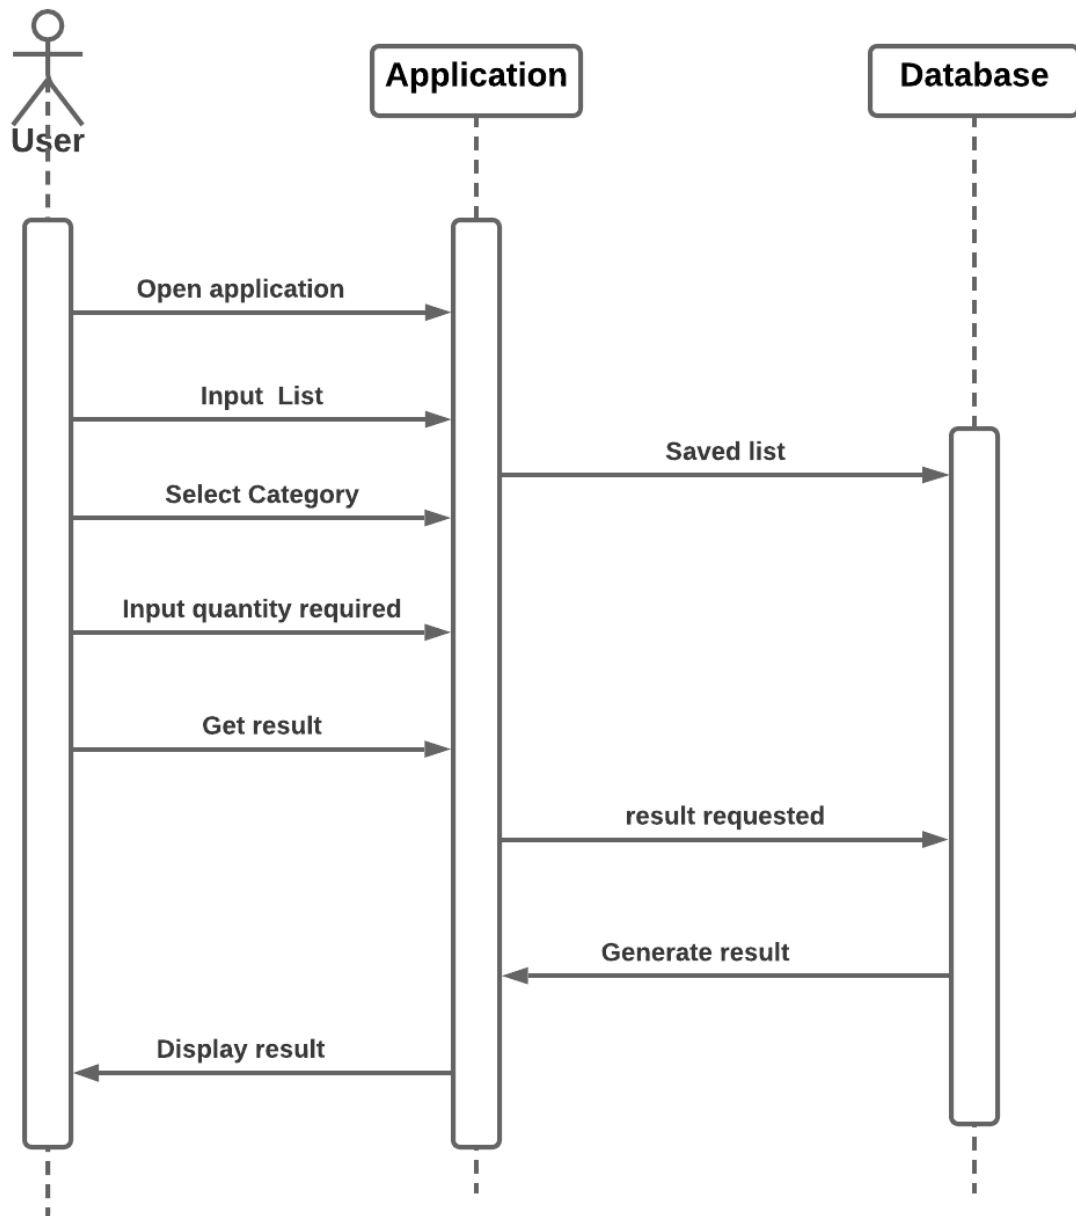 User
Application
Database
Open application
Input  List
Saved list
Select Category
Input quantity required
Get result
result requested
Generate result
Display result